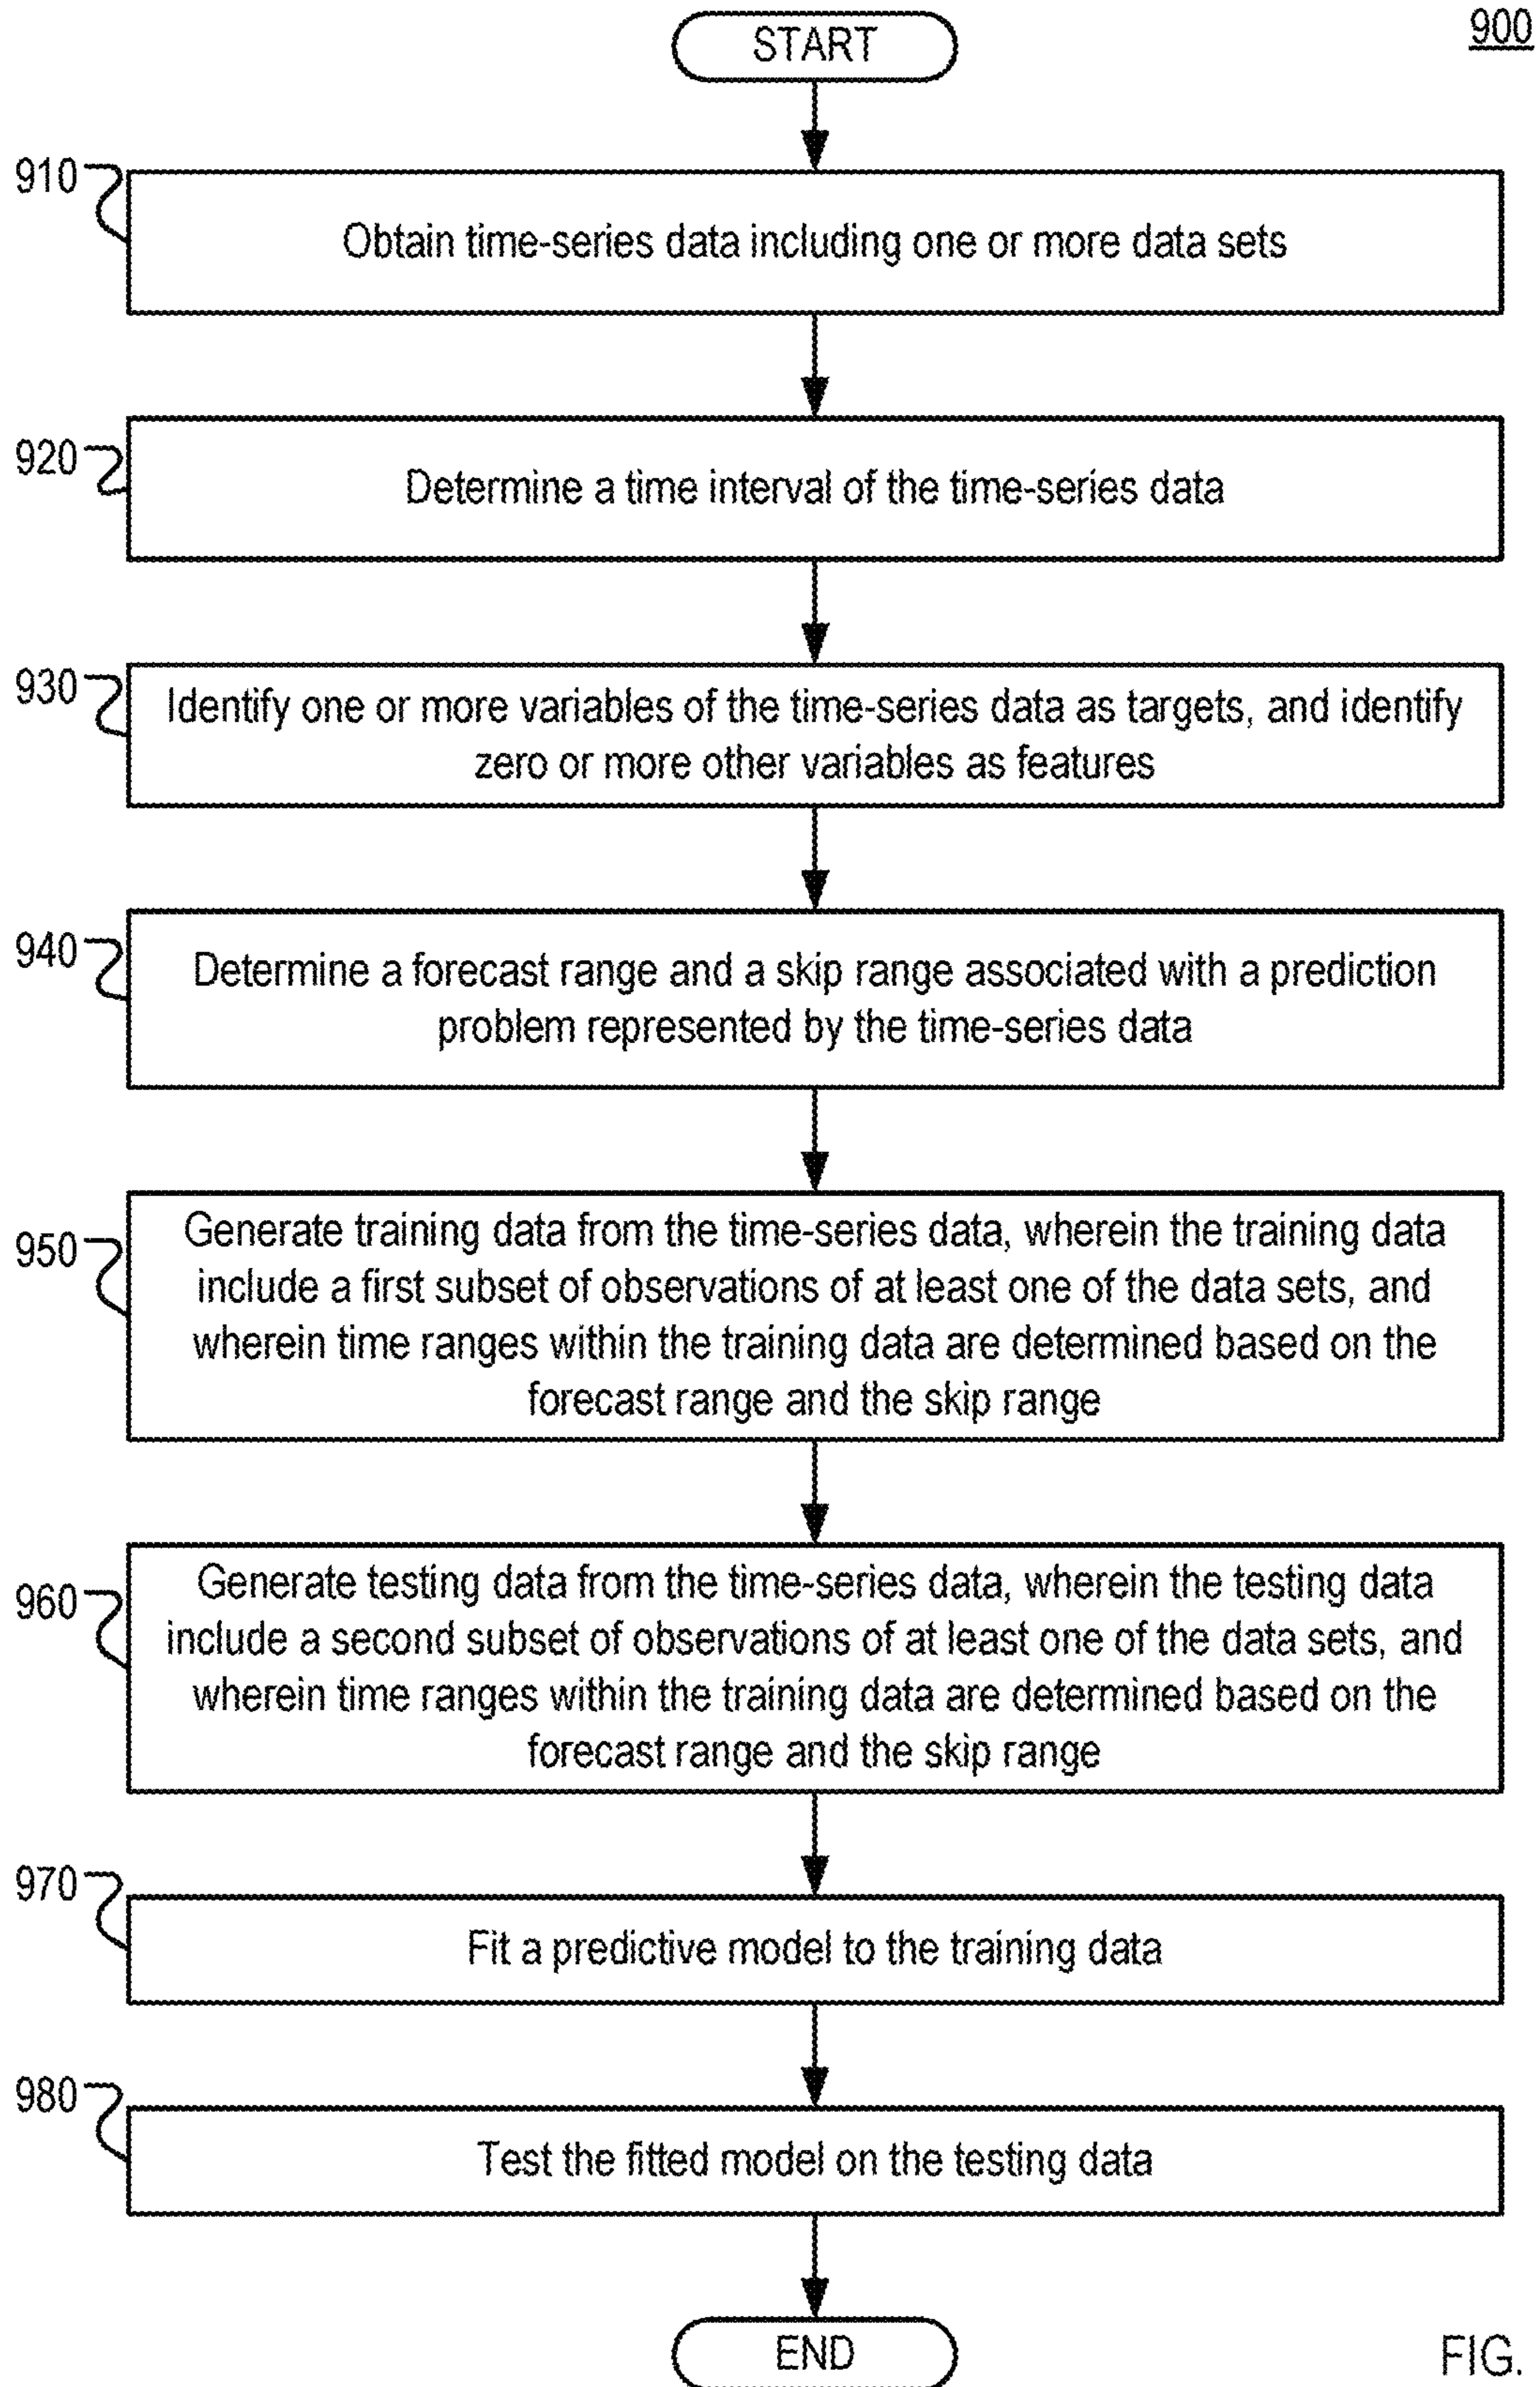 START
900
910
Obtain time-series data including one or more data sets
920
Determine a time interval of the time-series data
930
Identify one or more variables of the time-series data as targets, and identify
zero or more other variables as features
940
Determine a forecast range and a skip range associated with a prediction
problem represented by the time-series data
950
Generate training data from the time-series data, wherein the training data
include a first subset of observations of at least one of the data sets, and
wherein time ranges within the training data are determined based on the
forecast range and the skip range
960
Generate testing data from the time-series data, wherein the testing data
include a second subset of observations of at least one of the data sets, and
wherein time ranges within the training data are determined based on the
forecast range and the skip range
970
Fit a predictive model to the training data
980
Test the fitted model on the testing data
END
FIG.